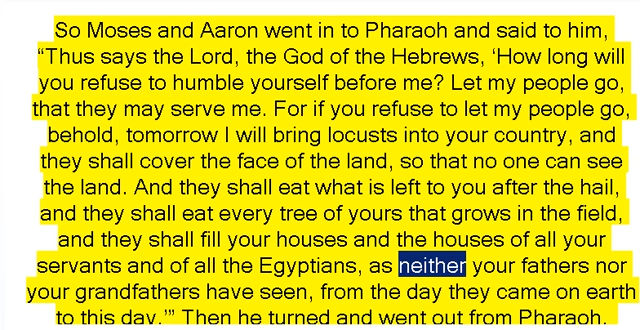 So Moses and Aaron went in to Pharaoh and said to him,
“Thus says the Lord, the God of the Hebrews, ‘How long will
you refuse to humble yourself before me? Let my people go,
that they may serve me. For if you refuse to let my people go,
behold, tomorrow I will bring locusts into your country, and
they shall cover the face of the land, so that no one can see
the land. And they shall eat what is left to you after the hail,
and they shall eat every tree of yours that grows in the field,
and they shall fill your houses and the houses of all your
servants and of all the Egyptians, as neither your fathers nor
your grandfathers have seen, from the day they came on earth
to this day.’” Then he turned and went out from Pharaoh.